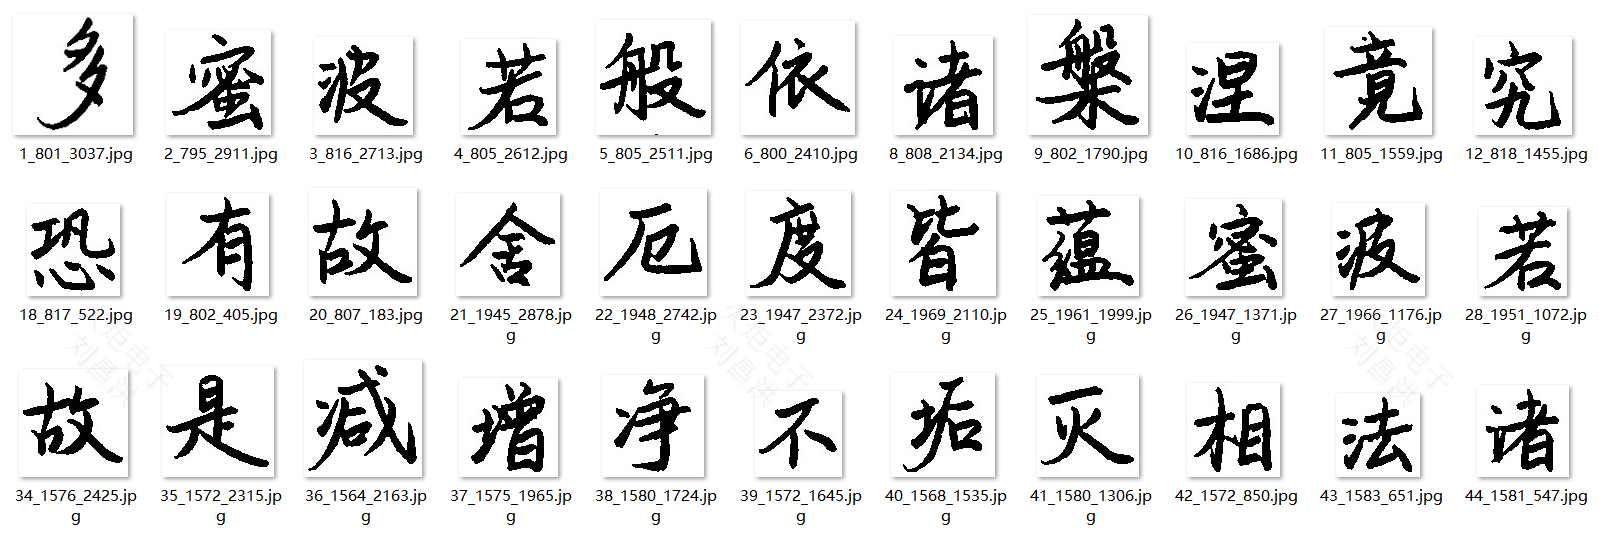 多 蜜 波 若 般 依 诸 槃 涅 竟 究
1_801_3037.jpg 2_795_2911.jpg 3_816_2713.jpg 4_805_2612.jpg 5_805_2511.jpg 6_800_2410.jpg 8_808_2134.jpg 9_802_1790.jpg 10_816_1686.jpg 11_805_1559.jpg 12_818_1455.jpg
恐 有 故 舍 厄 度 皆 蕴 蜜 波 若
18_817_522.jpg 19_802_405.jpg 20_807_183.jpg 21_1945_2878.jpg 22_1948_2742.jpg 23_1947_2372.jpg 24_1969_2110.jpg 25_1961_1999.jpg 26_1947_1371.jpg 27_1966_1176.jpg 28_1951_1072.jpg
故 是 减 增 净 不 垢 灭 相 法 诸
34_1576_2425.jpg 35_1572_2315.jpg 36_1564_2163.jpg 37_1575_1965.jpg 38_1580_1724.jpg 39_1572_1645.jpg 40_1568_1535.jpg 41_1580_1306.jpg 42_1572_850.jpg 43_1583_651.jpg 44_1581_547.jpg